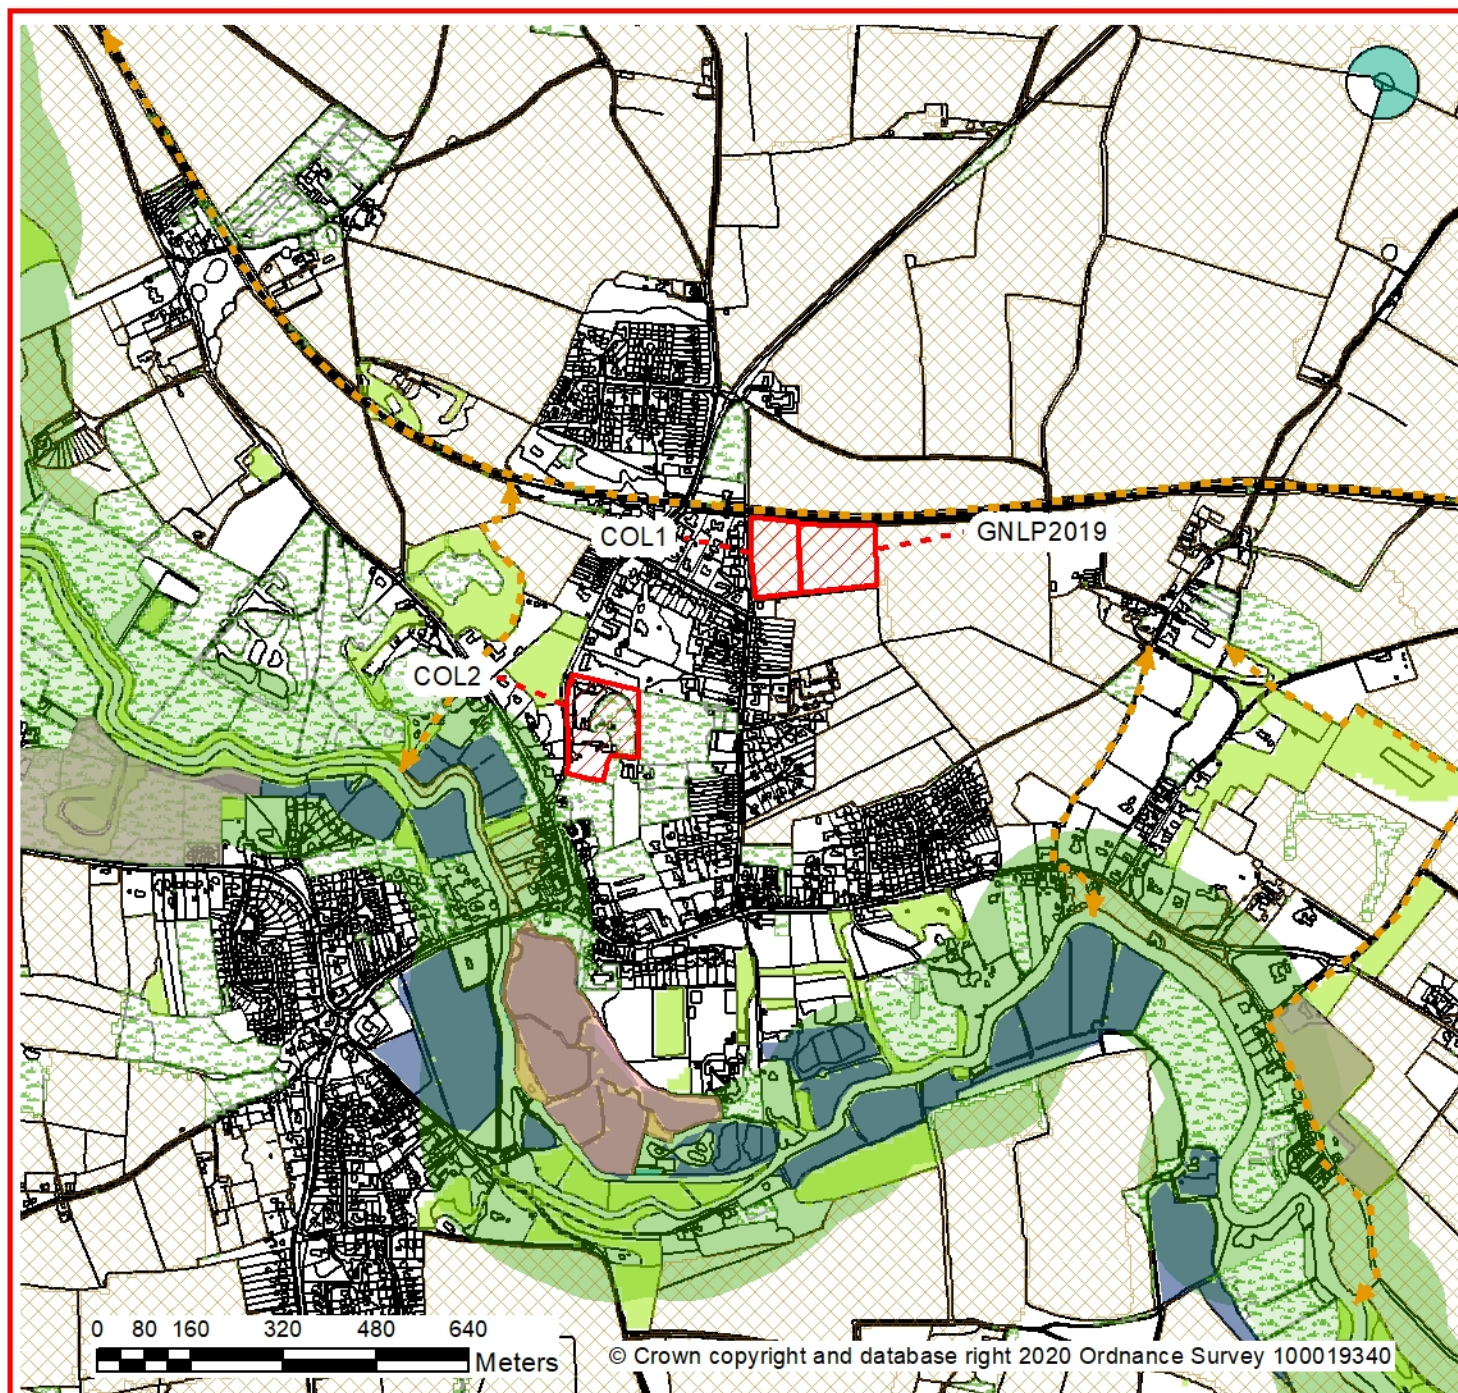 COL1
GNLP2019
COL2
0 80 160 320 480 640
Meters
© Crown copyright and database right 2020 Ordnance Survey 100019340